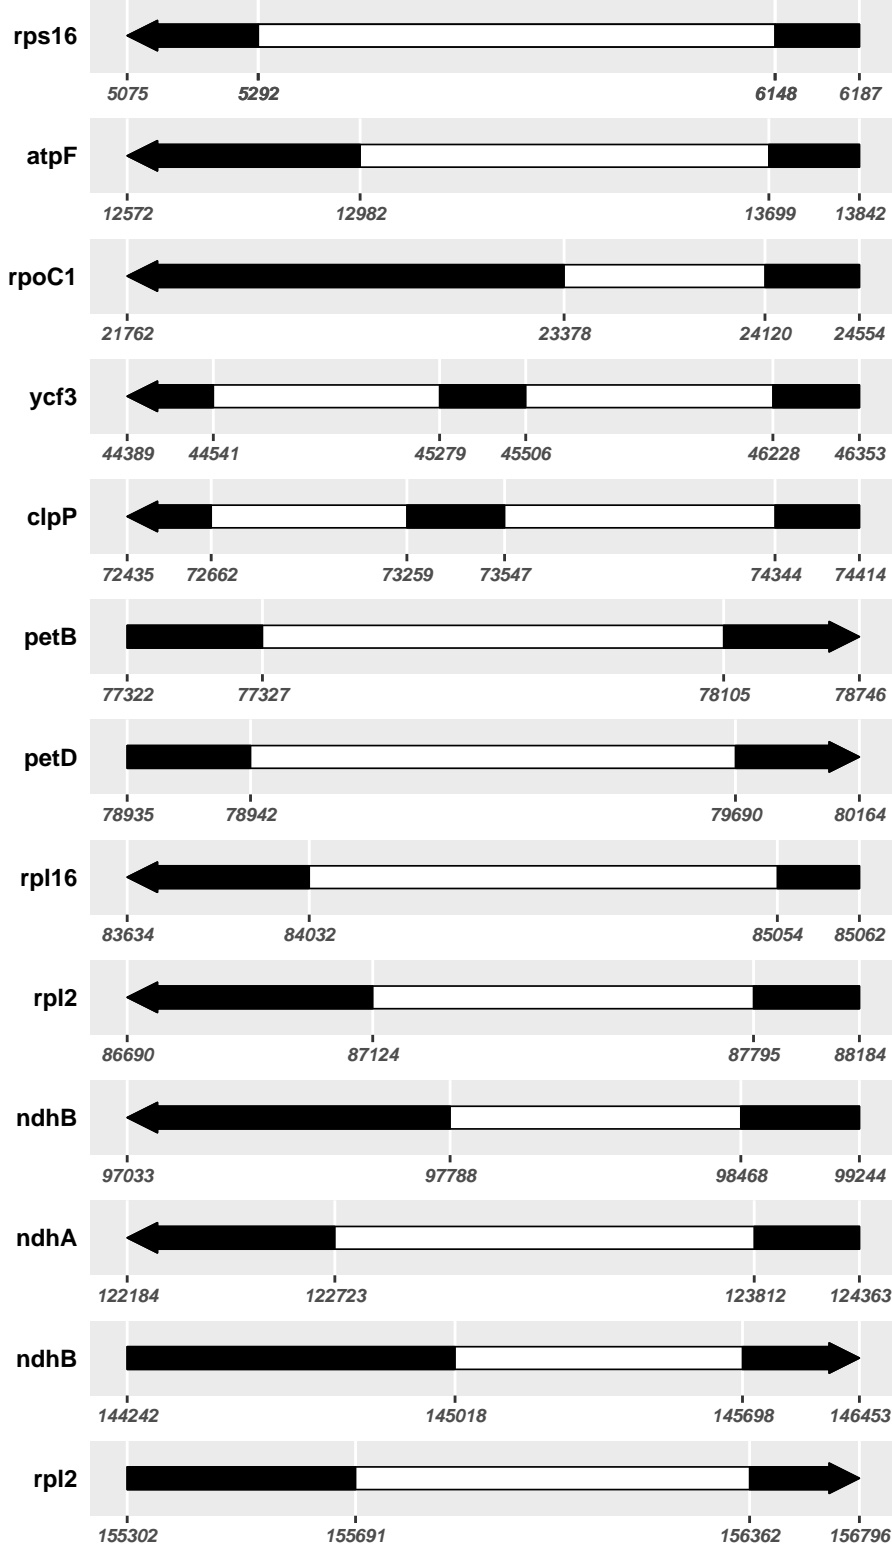 rps16
5075 5292 6148 6187
atpF
12572 12982 13699 13842
rpoC1
21762 23378 24120 24554
ycf3
44389 44541 45279 45506 46228 46353
clpP
72435 72662 73259 73547 74344 74414
petB
77322 77327 78105 78746
petD
78935 78942 79690 80164
rpl16
83634 84032 85054 85062
rpl2
86690 87124 87795 88184
ndhB
97033 97788 98468 99244
ndhA
122184 122723 123812 124363
ndhB
144242 145018 145698 146453
rpl2
155302 155691 156362 156796